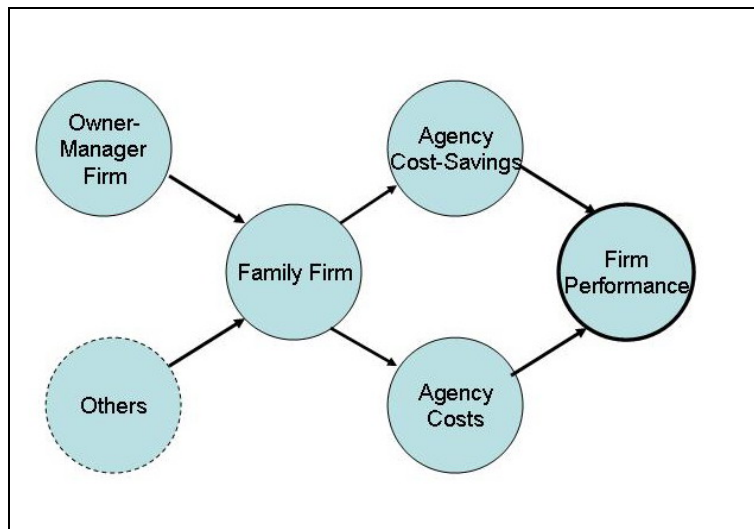 Owner-
Manager
Firm
Agency
Cost-Savings
Family Firm
Firm
Performance
Others
Agency
Costs